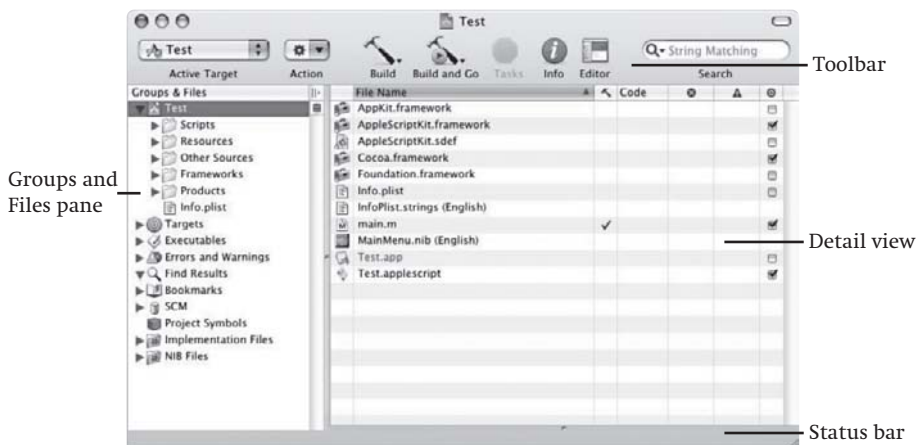 Test
Test
String Matching
Active Target
Action
Build
Build and Go
Tasks
Info
Editor
Search
Toolbar
Groups & Files
File Name
Code
Test
Scripts
Resources
Other Sources
Frameworks
Products
Info.plist
Targets
Executables
Errors and Warnings
Find Results
Bookmarks
SCM
Project Symbols
Implementation Files
NIB Files
AppKit.framework
AppleScriptKit.framework
AppleScriptKit.sdef
Cocoa.framework
Foundation.framework
Info.plist
InfoPlist.strings (English)
main.m
MainMenu.nib (English)
Test.app
Test.applescript
Groups and
Files pane
Detail view
Status bar